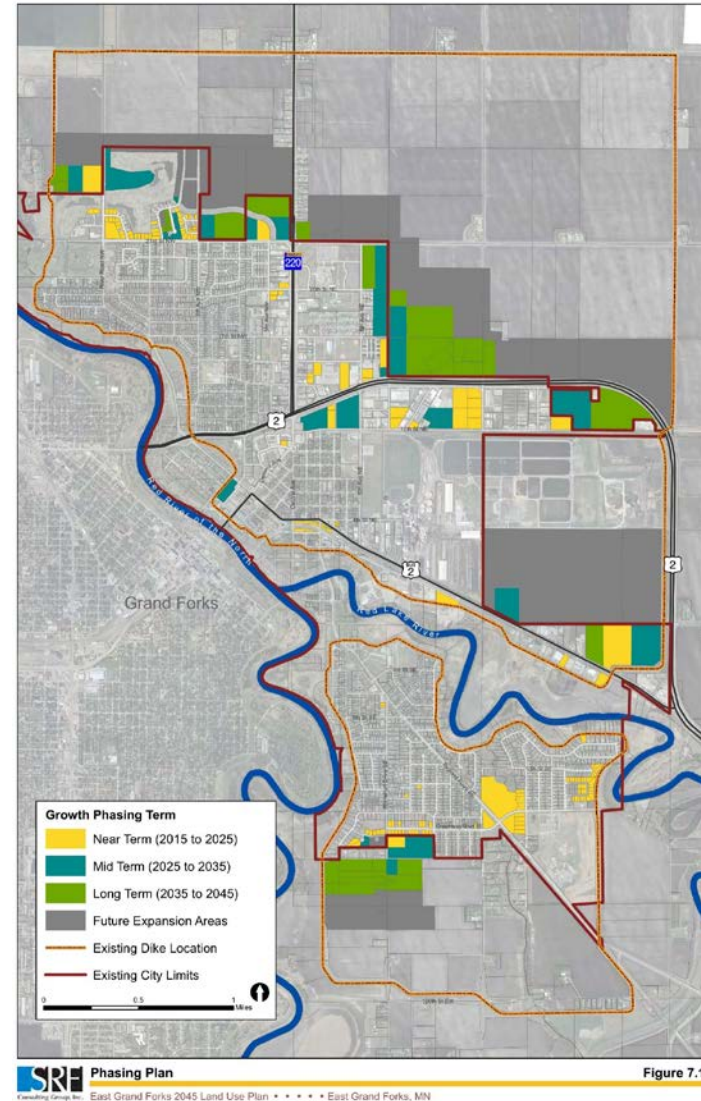 220
2
Red River of the North
2
2
Red Lake River
Grand Forks
Growth Phasing Term
Near Term (2015 to 2025)
Mid Term (2025 to 2035)
Long Term (2035 to 2045)
Future Expansion Areas
Existing Dike Location
Existing City Limits
0 0.5 1
Miles
SRF
Consulting Group, Inc.
Phasing Plan
Figure 7.1
East Grand Forks 2045 Land Use Plan • • • • • East Grand Forks, MN